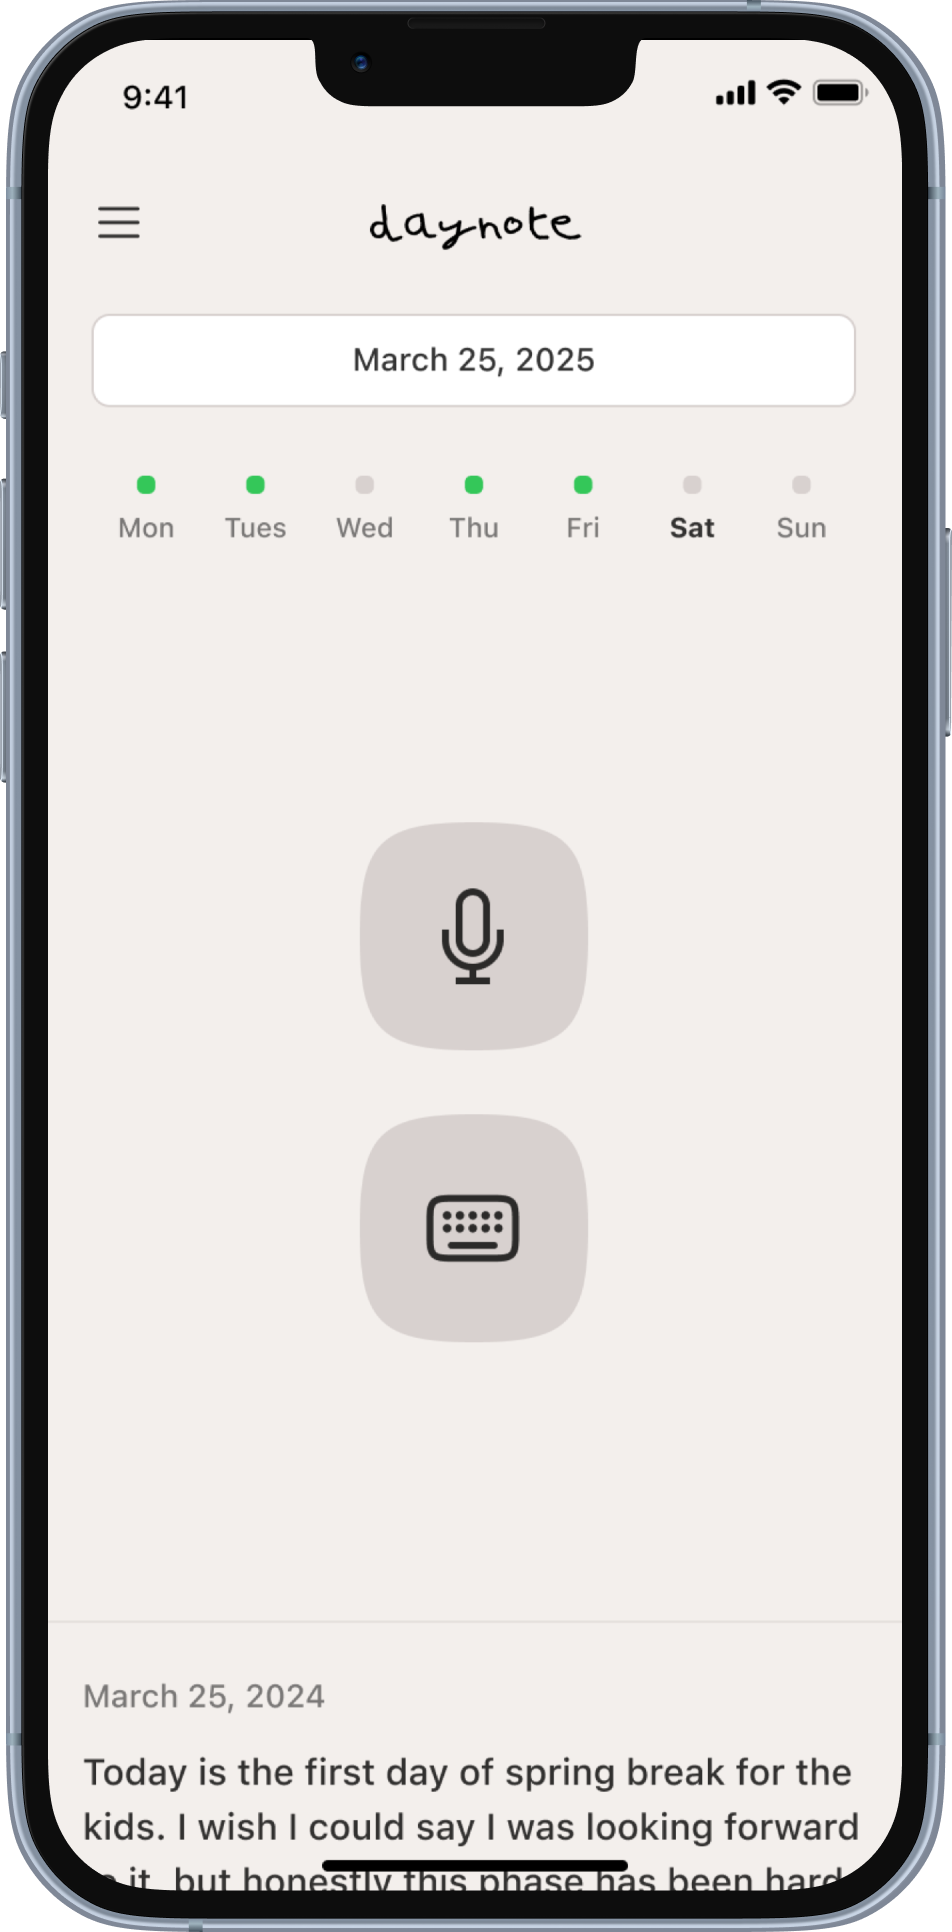 9:41
daynote
March 25, 2025
Mon Tues Wed Thu Fri Sat Sun
March 25, 2024
Today is the first day of spring break for the
kids. I wish I could say I was looking forward
it, but honestly this phase has been hard